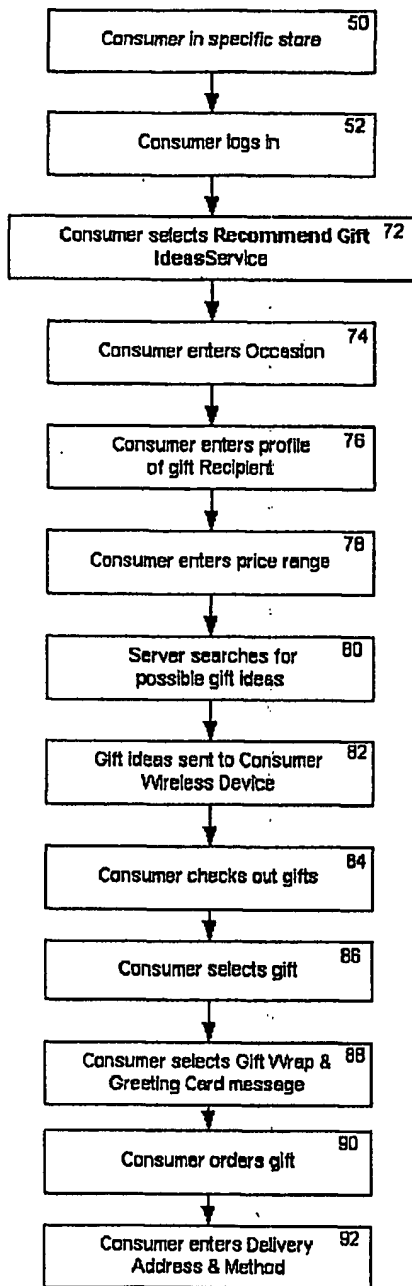 50
Consumer in specific store
52
Consumer logs in
72
Consumer selects Recommend Gift
IdeasService
74
Consumer enters Occasion
76
Consumer enters profile
of gift Recipient
78
Consumer enters price range
80
Server searches for
possible gift ideas
82
Gift ideas sent to Consumer
Wireless Device
84
Consumer checks out gifts
86
Consumer selects gift
88
Consumer selects Gift Wrap &
Greeting Card message
90
Consumer orders gift
92
Consumer enters Delivery
Address & Method